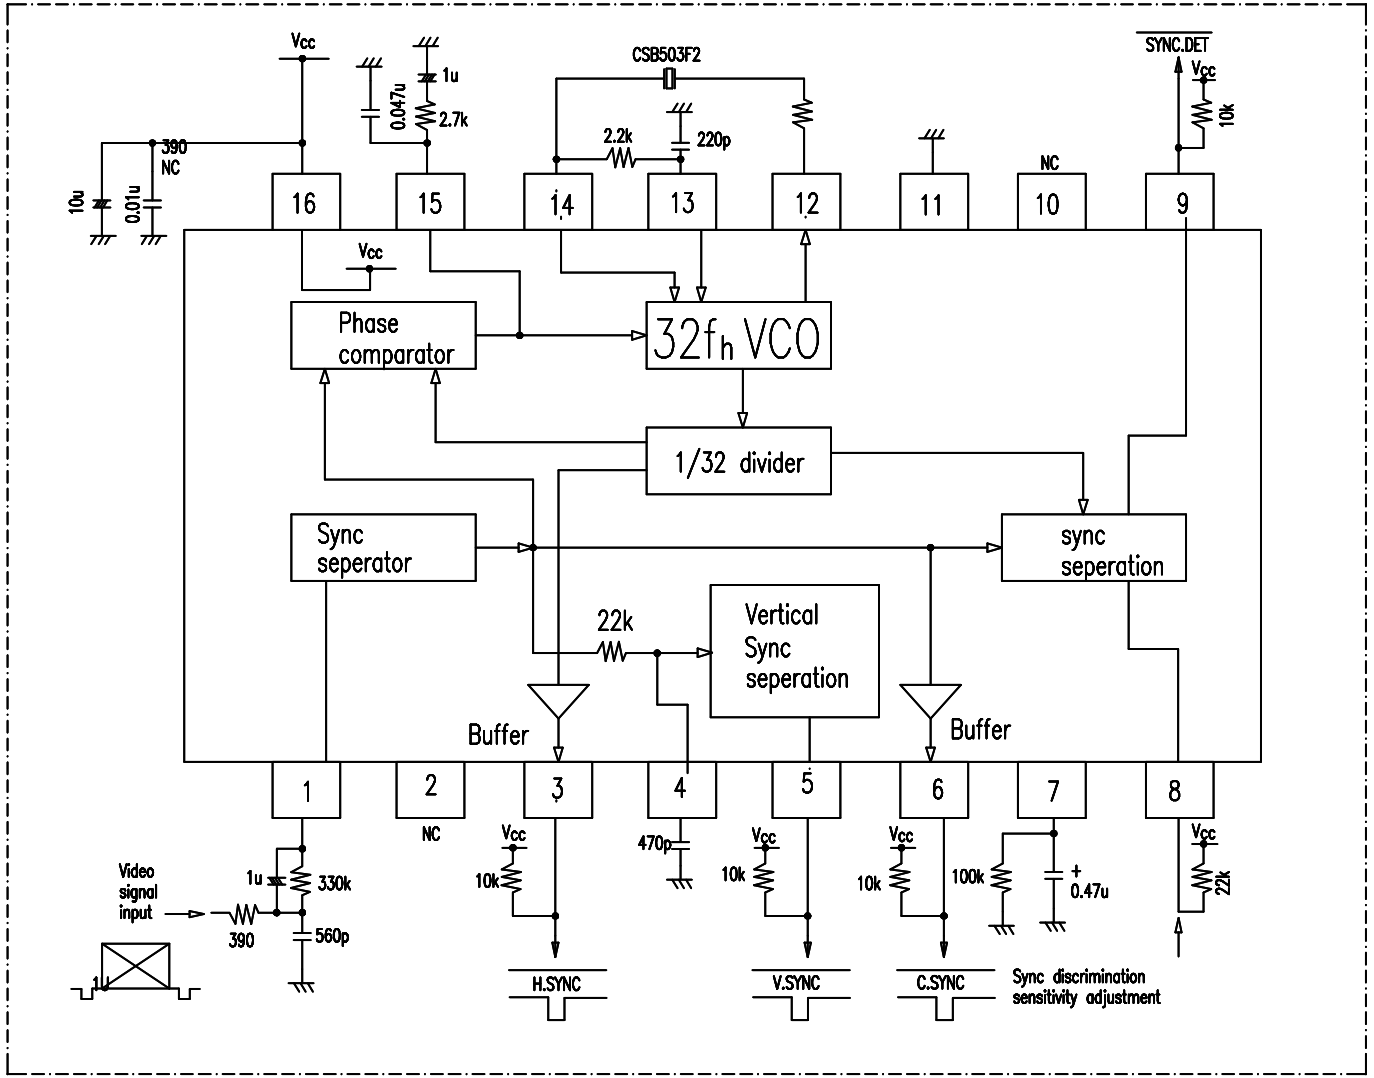 Vcc
1u
0.047u
2.7k
CSB503F2
2.2k
220p
SYNC.DET
Vcc
10k
390
NC
10u
0.01u
NC
16
15
14
13
12
11
10
9
Vcc
Phase
comparator
32fh VCO
1/32 divider
Sync
seperator
sync
seperation
22k
Vertical
Sync
seperation
Buffer
Buffer
1
2
3
4
5
6
7
8
NC
Vcc
10k
470p
Vcc
10k
Vcc
10k
100k
+
0.47u
Vcc
22k
Video
signal
input
1u
330k
390
560p
1U
H.SYNC
V.SYNC
C.SYNC
Sync discrimination
sensitivity adjustment